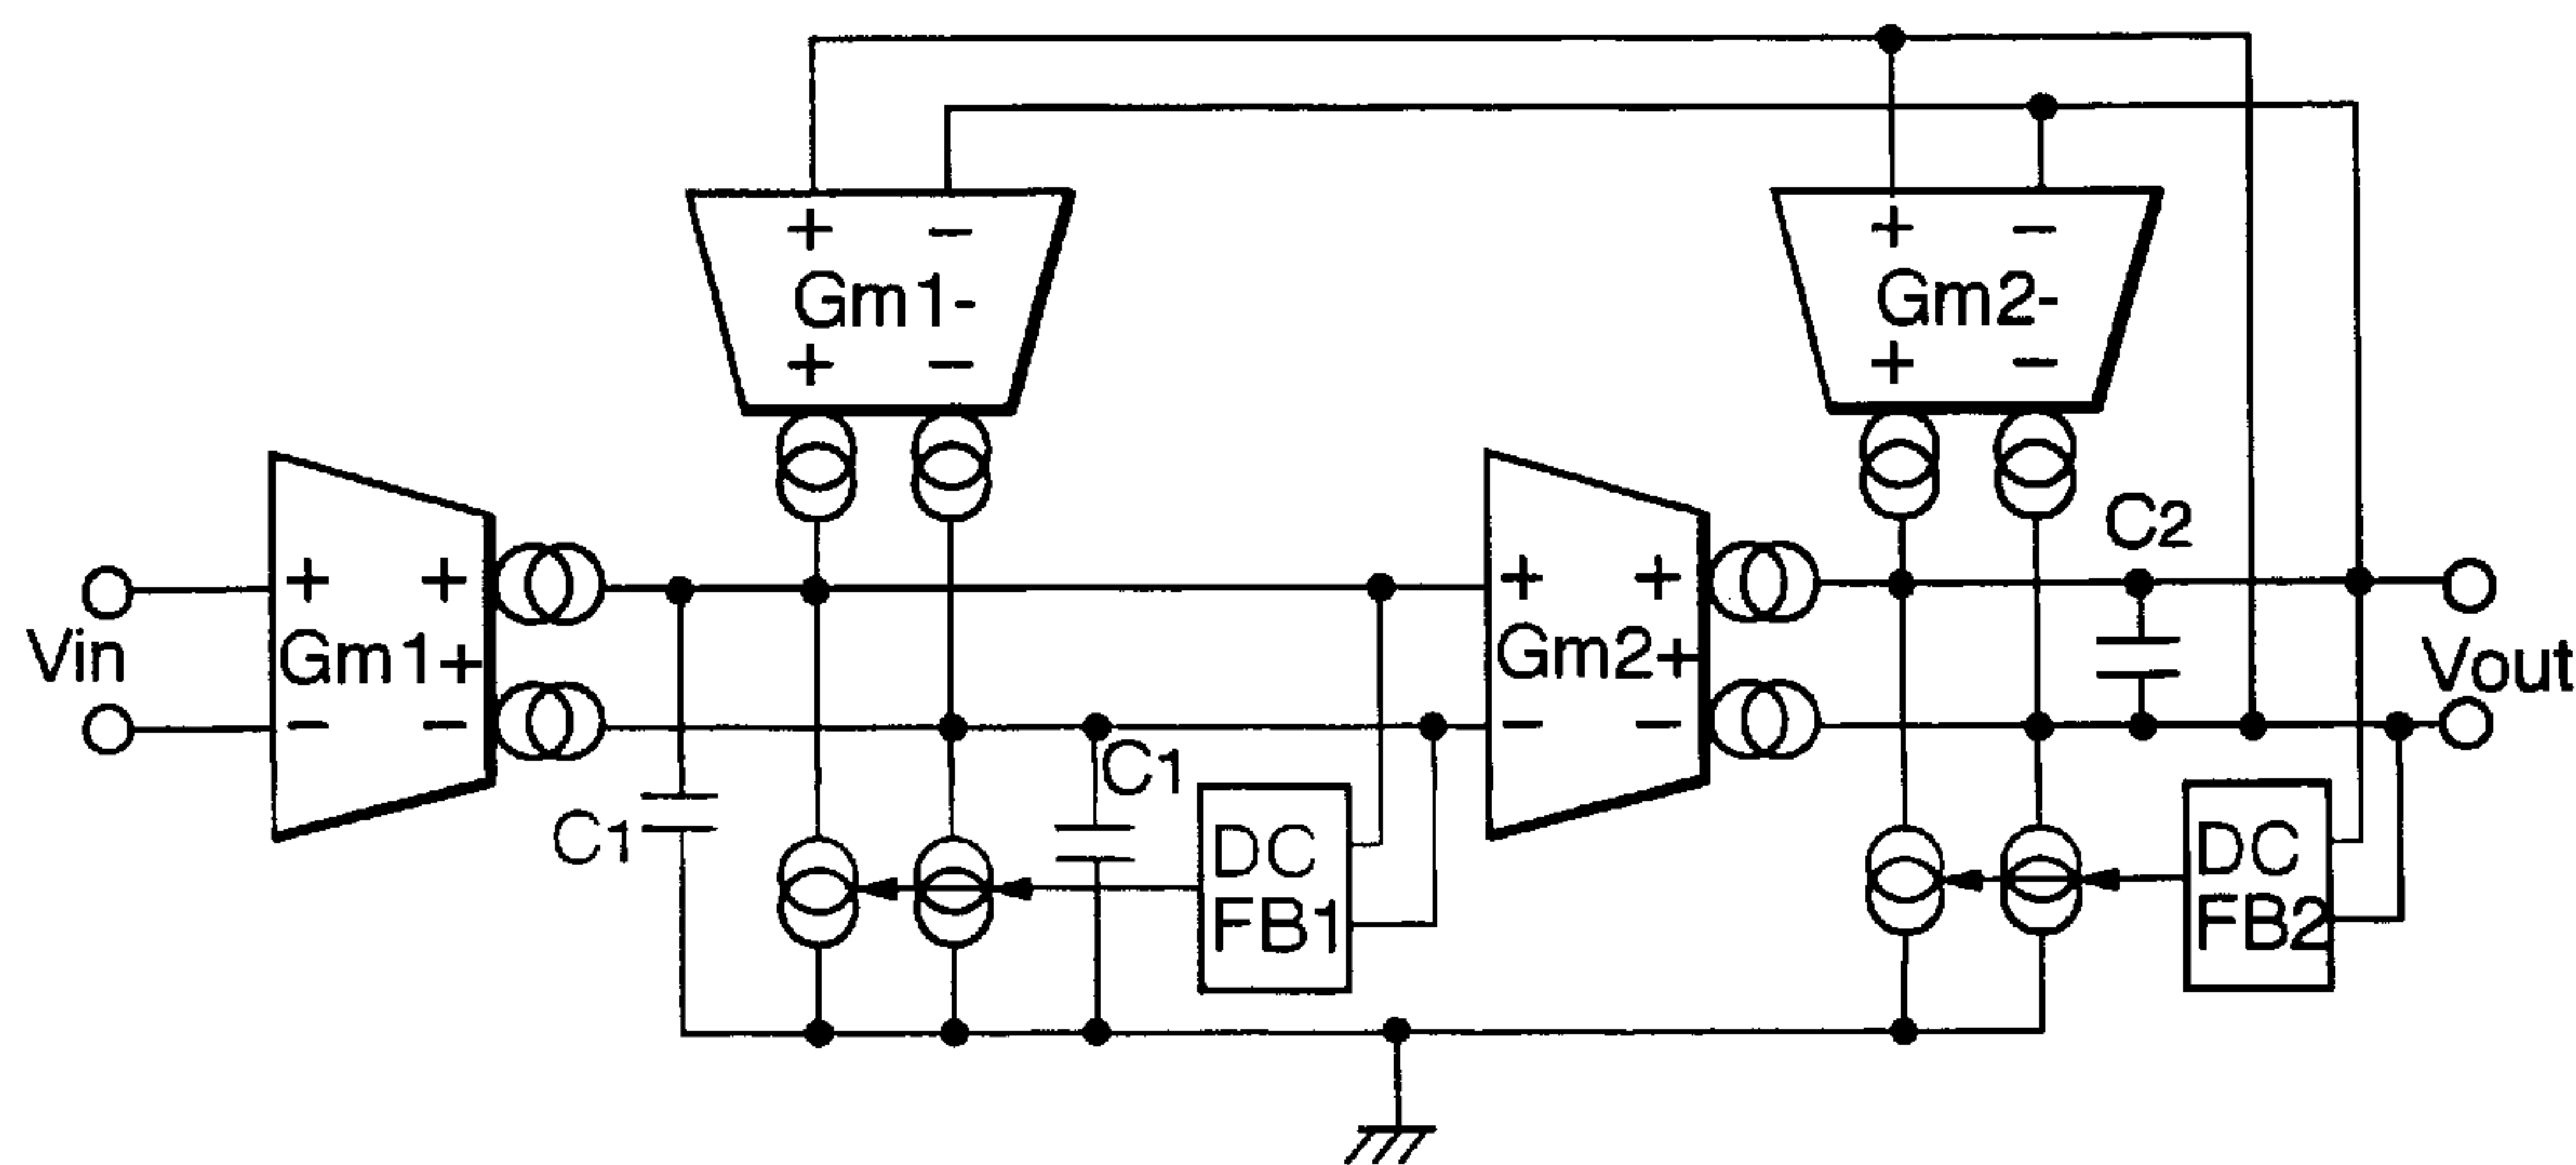 + −
Gm1-
+ −
+ −
Gm2-
+ −
Vin
+ +
Gm1+
− −
C1
C1
DC
FB1
+ +
Gm2+
− −
C2
Vout
DC
FB2